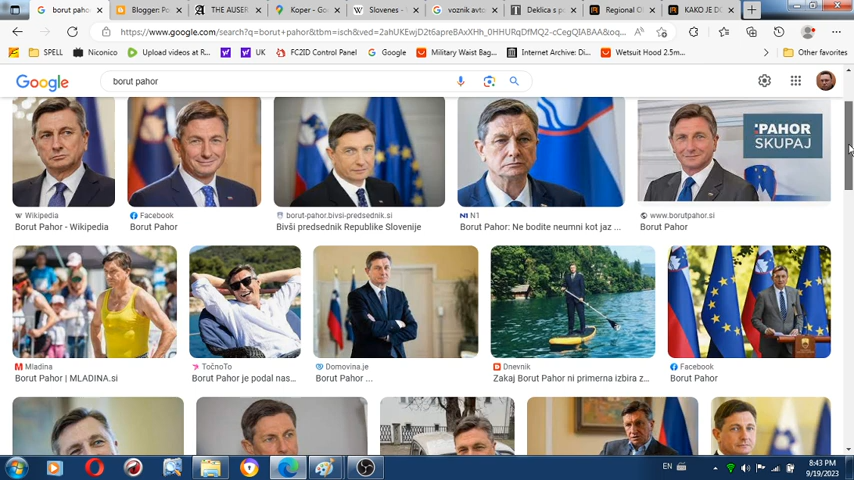 borut pahor
Blogger Po
THE AUSER
Koper - Go
Slovenes -
voznik avto
Deklica s p
Regional O
KAKO JE DO
https://www.google.com/search?q=borut+pahor&tbm=isch&ved=2ahUKEwjD2t6apreBAxXHh_0HHURqDfMQ2-cCegQIABAA&oq...
SPELL
Niconico
Upload videos at R...
UK
FC2ID Control Panel
Google
Military Waist Bag...
Internet Archive: Di...
Wetsuit Hood 2.5m...
Other favorites
Google
borut pahor
'PAHOR
SKUPAJ
Wikipedia
Facebook
borut-pahor.bivsi-predsednik.si
N1
N1
www.borutpahor.si
Borut Pahor - Wikipedia
Borut Pahor
Bivši predsednik Republike Slovenije
Borut Pahor: Ne bodite neumni kot jaz ...
Borut Pahor
Mladina
TočnoTo
Domovina.je
Dnevnik
Facebook
Borut Pahor | MLADINA.si
Borut Pahor je podal nas...
Borut Pahor ...
Zakaj Borut Pahor ni primerna izbira z...
Borut Pahor
EN
8:43 PM
9/19/2023